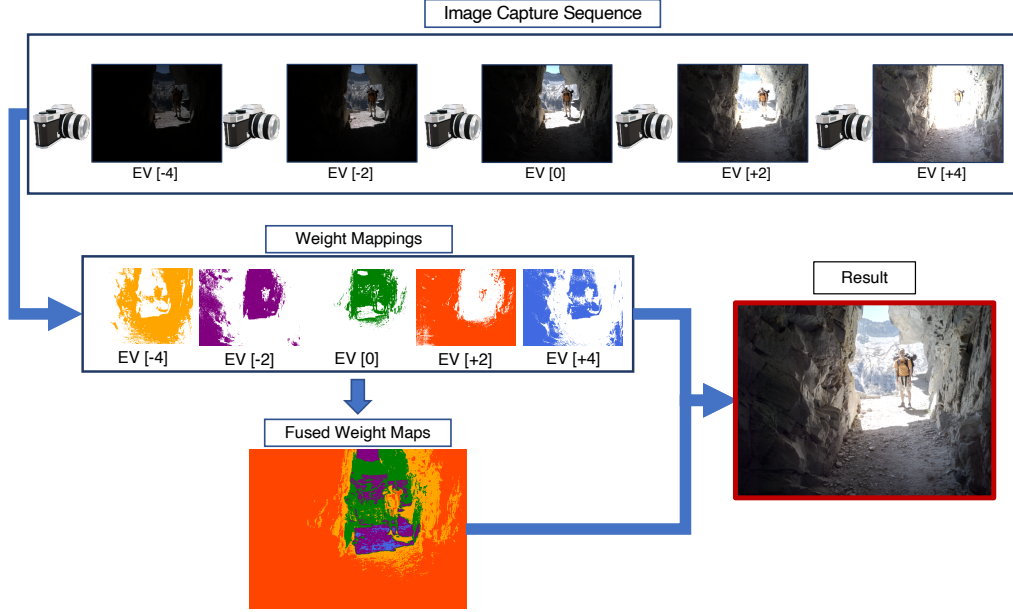 Image Capture Sequence
EV [-4]
EV [-2]
EV [0]
EV [+2]
EV [+4]
Weight Mappings
EV [-4]
EV [-2]
EV [0]
EV [+2]
EV [+4]
Result
Fused Weight Maps